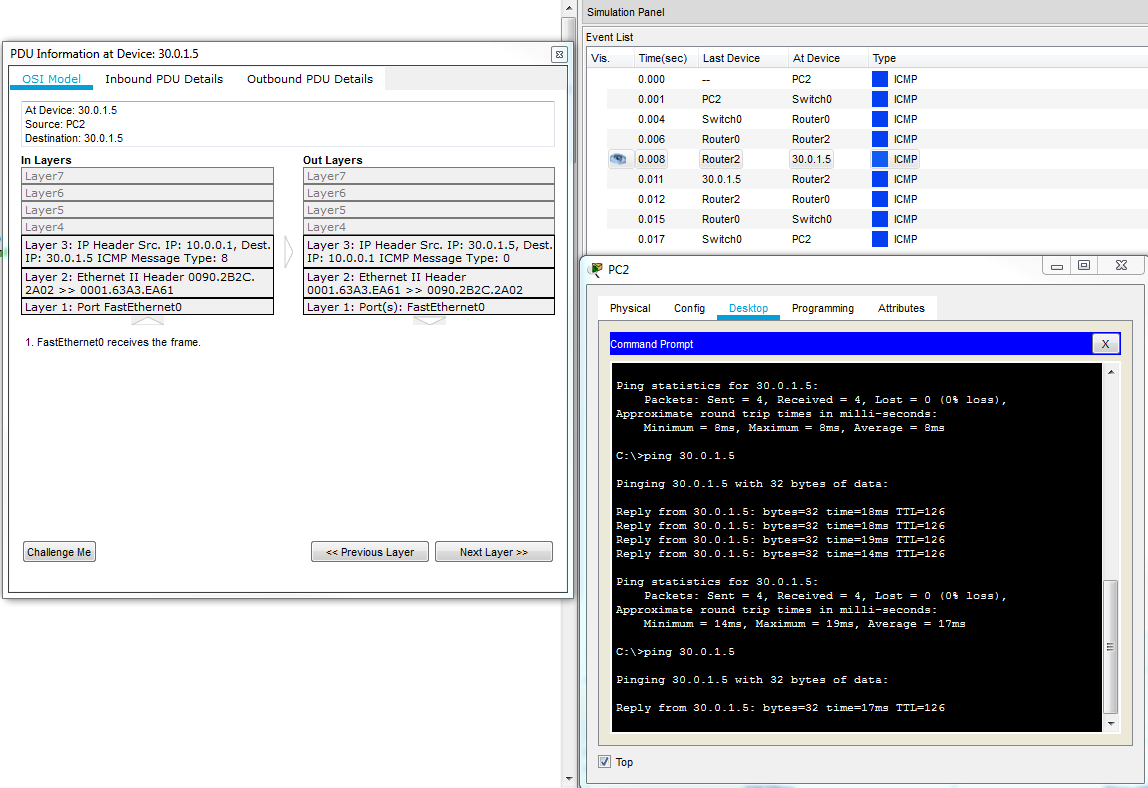 PDU Information at Device: 30.0.1.5
OSI Model Inbound PDU Details Outbound PDU Details
At Device: 30.0.1.5
Source: PC2
Destination: 30.0.1.5
In Layers
Layer7
Layer6
Layer5
Layer4
Layer 3: IP Header Src. IP: 10.0.0.1, Dest.
IP: 30.0.1.5 ICMP Message Type: 8
Layer 2: Ethernet II Header 0090.2B2C.
2A02 >> 0001.63A3.EA61
Layer 1: Port FastEthernet0
Out Layers
Layer7
Layer6
Layer5
Layer4
Layer 3: IP Header Src. IP: 30.0.1.5, Dest.
IP: 10.0.0.1 ICMP Message Type: 0
Layer 2: Ethernet II Header
0001.63A3.EA61 >> 0090.2B2C.2A02
Layer 1: Port(s): FastEthernet0
1. FastEthernet0 receives the frame.
Challenge Me << Previous Layer Next Layer >>
Simulation Panel
Event List
Vis. Time(sec) Last Device At Device Type
0.000 -- PC2 ICMP
0.001 PC2 Switch0 ICMP
0.004 Switch0 Router0 ICMP
0.006 Router0 Router2 ICMP
0.008 Router2 30.0.1.5 ICMP
0.011 30.0.1.5 Router2 ICMP
0.012 Router2 Router0 ICMP
0.015 Router0 Switch0 ICMP
0.017 Switch0 PC2 ICMP
PC2
Physical Config Desktop Programming Attributes
Command Prompt X
Ping statistics for 30.0.1.5:
Packets: Sent = 4, Received = 4, Lost = 0 (0% loss),
Approximate round trip times in milli-seconds:
Minimum = 8ms, Maximum = 8ms, Average = 8ms
C:\>ping 30.0.1.5
Pinging 30.0.1.5 with 32 bytes of data:
Reply from 30.0.1.5: bytes=32 time=18ms TTL=126
Reply from 30.0.1.5: bytes=32 time=18ms TTL=126
Reply from 30.0.1.5: bytes=32 time=19ms TTL=126
Reply from 30.0.1.5: bytes=32 time=14ms TTL=126
Ping statistics for 30.0.1.5:
Packets: Sent = 4, Received = 4, Lost = 0 (0% loss),
Approximate round trip times in milli-seconds:
Minimum = 14ms, Maximum = 19ms, Average = 17ms
C:\>ping 30.0.1.5
Pinging 30.0.1.5 with 32 bytes of data:
Reply from 30.0.1.5: bytes=32 time=17ms TTL=126
Top